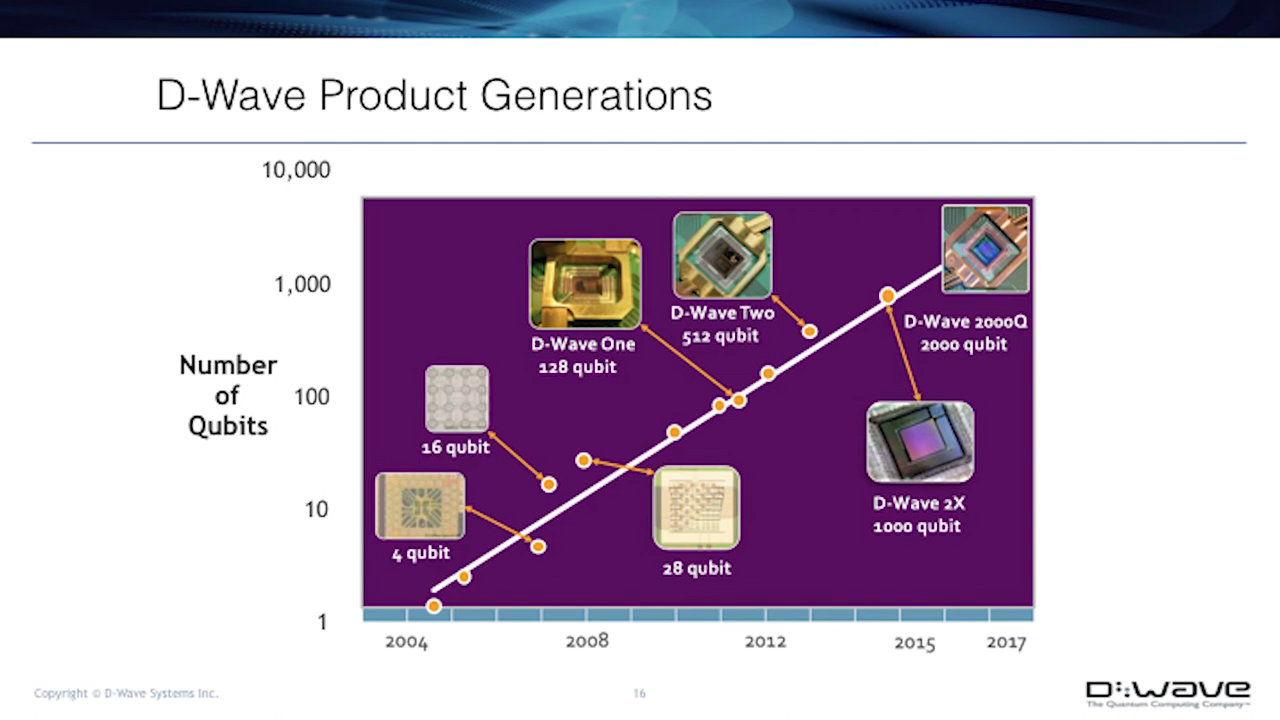 D-Wave Product Generations
10,000
1,000
100
10
1
Number
of
Qubits
D-Wave One
128 qubit
D-Wave Two
512 qubit
D-Wave 2000Q
2000 qubit
16 qubit
4 qubit
28 qubit
D-Wave 2X
1000 qubit
2004
2008
2012
2015
2017
Copyright © D-Wave Systems Inc.
16
D:Wave
The Quantum Computing Company™